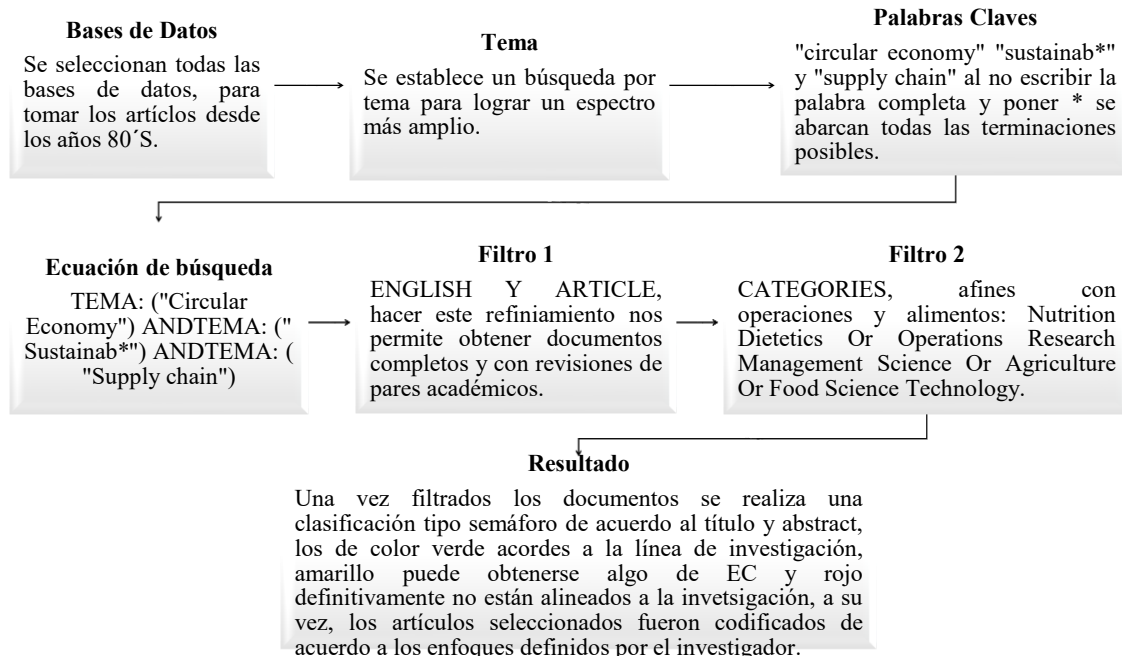 Bases de Datos
Se seleccionan todas las
bases de datos, para
tomar los artíclos desde
los años 80´S.
Tema
Se establece un búsqueda por
tema para lograr un espectro
más amplio.
Palabras Claves
"circular economy" "sustainab*"
y "supply chain" al no escribir la
palabra completa y poner * se
abarcan todas las terminaciones
posibles.
Ecuación de búsqueda
TEMA: ("Circular
Economy") ANDTEMA: ("
Sustainab*") ANDTEMA: (
"Supply chain")
Filtro 1
ENGLISH Y ARTICLE,
hacer este refiniamiento nos
permite obtener documentos
completos y con revisiones de
pares académicos.
Filtro 2
CATEGORIES, afines con
operaciones y alimentos: Nutrition
Dietetics Or Operations Research
Management Science Or Agriculture
Or Food Science Technology.
Resultado
Una vez filtrados los documentos se realiza una
clasificación tipo semáforo de acuerdo al título y abstract,
los de color verde acordes a la línea de investigación,
amarillo puede obtenerse algo de EC y rojo
definitivamente no están alineados a la invetsigación, a su
vez, los artículos seleccionados fueron codificados de
acuerdo a los enfoques definidos por el investigador.